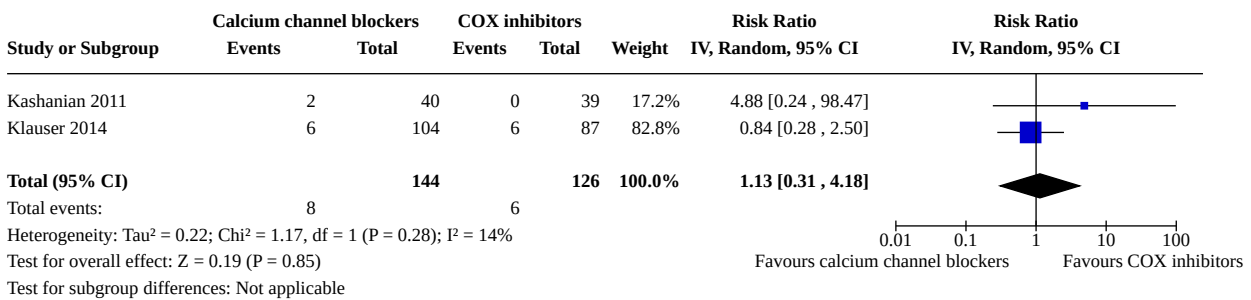 Calcium channel blockers COX inhibitors Risk Ratio Risk Ratio
Study or Subgroup Events Total Events Total Weight IV, Random, 95% CI IV, Random, 95% CI
Kashanian 2011 2 40 0 39 17.2% 4.88 [0.24 , 98.47]
Klauser 2014 6 104 6 87 82.8% 0.84 [0.28 , 2.50]
Total (95% CI) 144 126 100.0% 1.13 [0.31 , 4.18]
Total events: 8 6
Heterogeneity: Tau² = 0.22; Chi² = 1.17, df = 1 (P = 0.28); I² = 14%
0.01 0.1 1 10 100
Test for overall effect: Z = 0.19 (P = 0.85) Favours calcium channel blockers Favours COX inhibitors
Test for subgroup differences: Not applicable